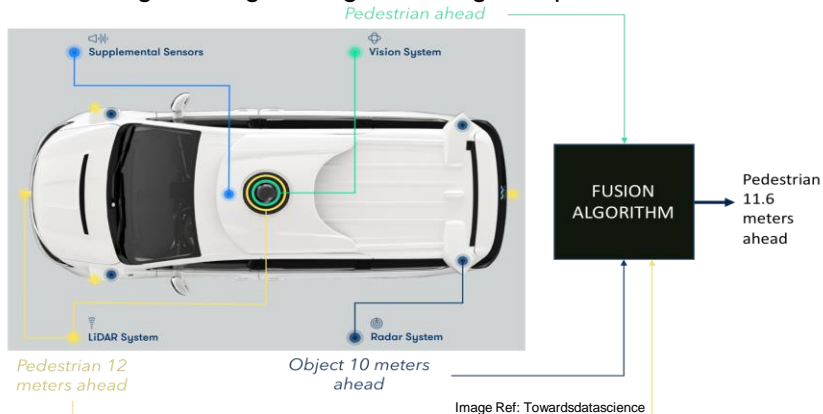 Pedestrian ahead
Supplemental Sensors
Vision System
FUSION
ALGORITHM
Pedestrian
11.6
meters
ahead
LiDAR System
Radar System
Pedestrian 12
meters ahead
Object 10 meters
ahead
Image Ref: Towardsdatascience